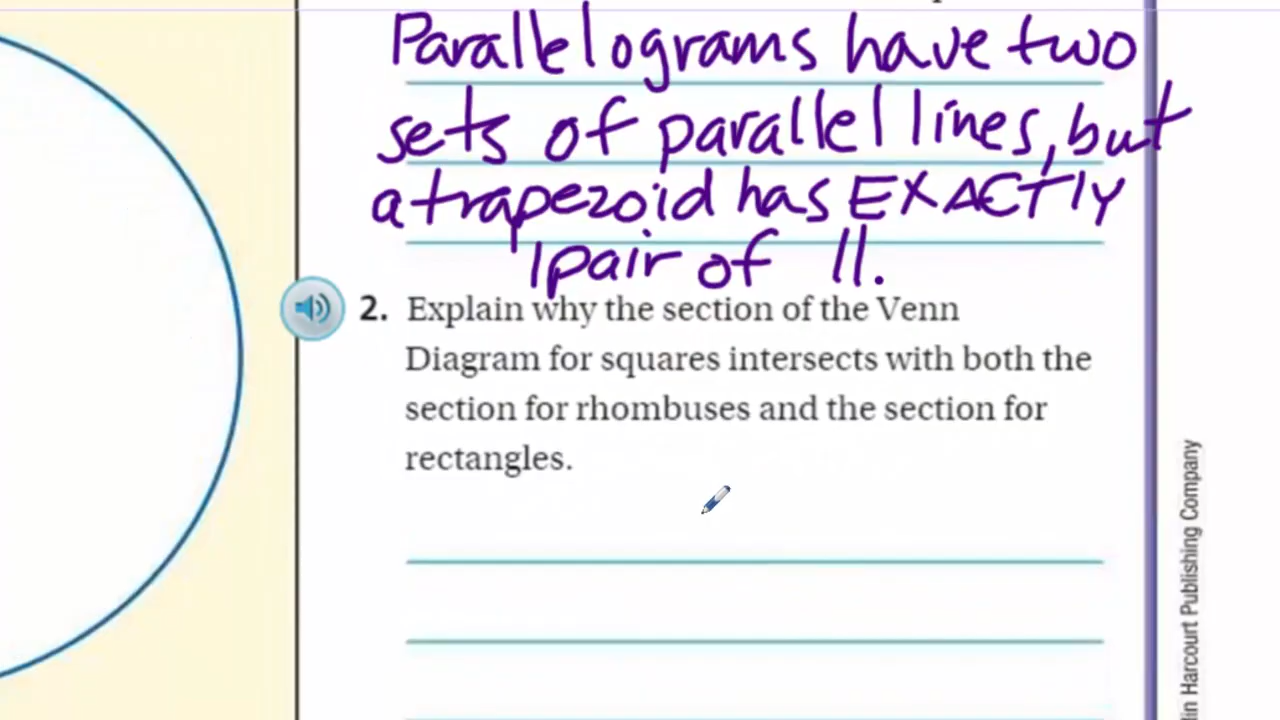 Parallelograms have two
sets of parallel lines, but
a trapezoid has EXACTLY
1 pair of ||.
2. Explain why the section of the Venn
Diagram for squares intersects with both the
section for rhombuses and the section for
rectangles.
Harcourt Publishing Company